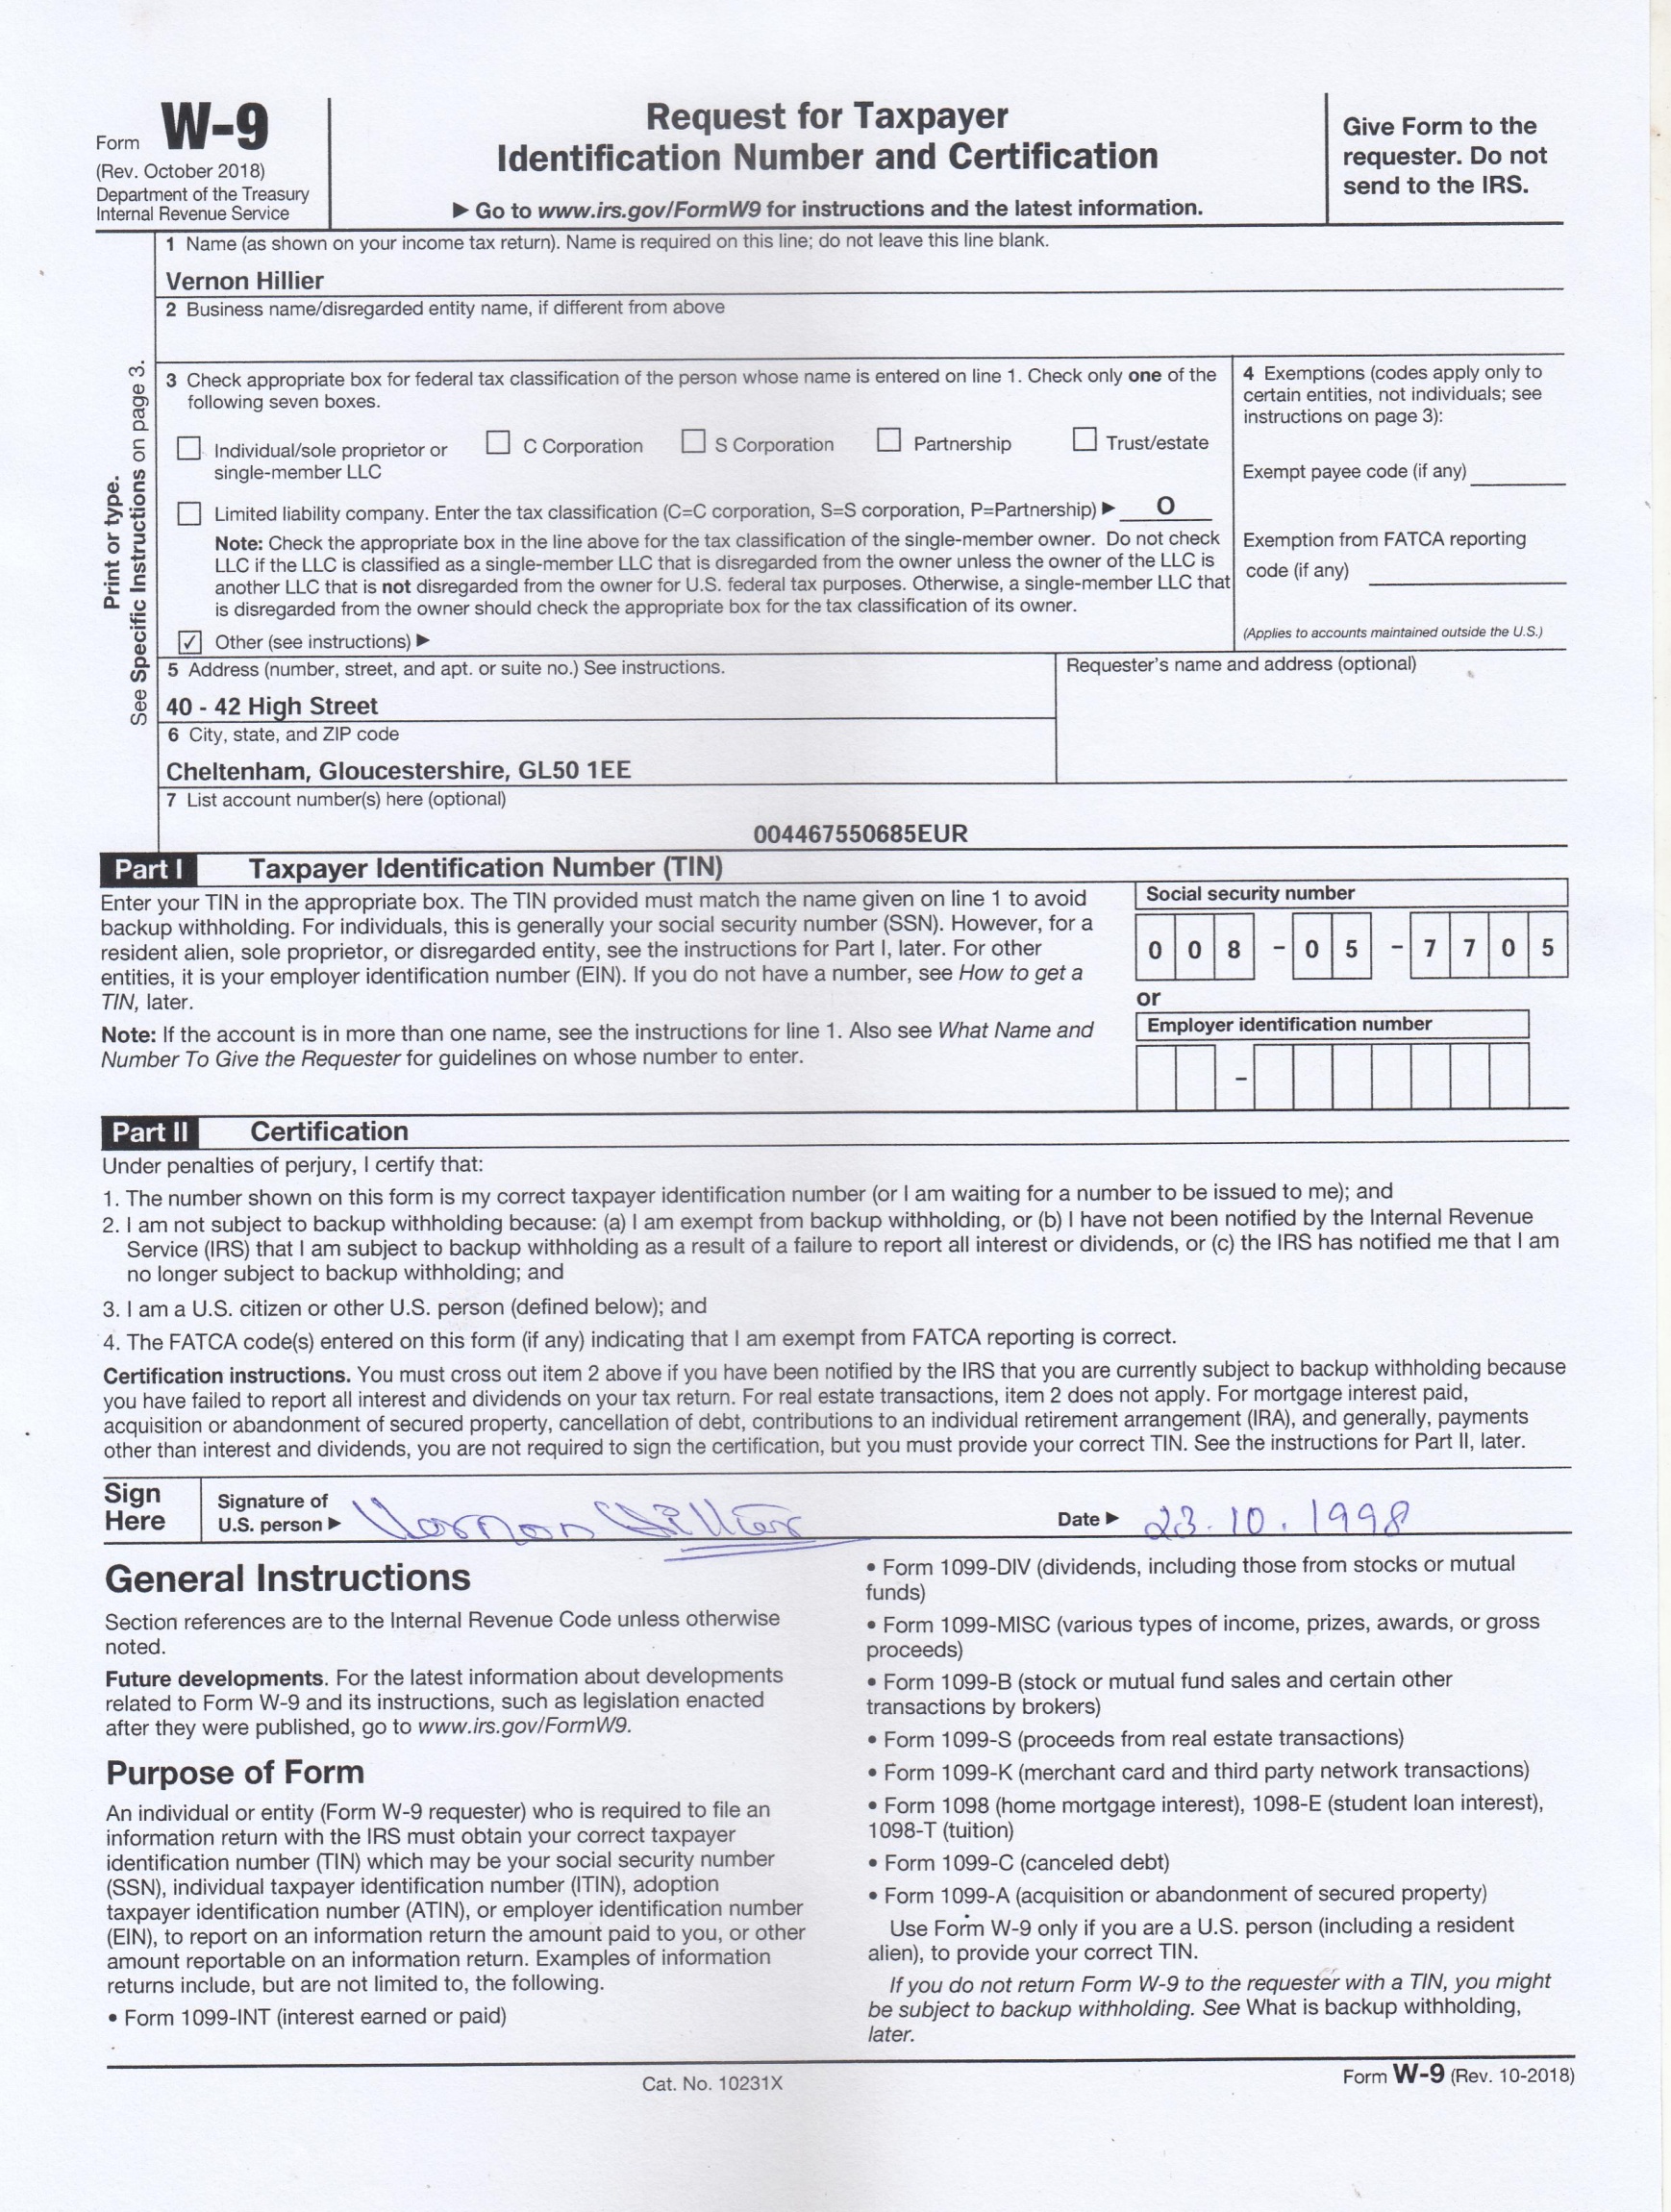 Form W-9
(Rev. October 2018)
Department of the Treasury
Internal Revenue Service
Request for Taxpayer
Identification Number and Certification
▶ Go to www.irs.gov/FormW9 for instructions and the latest information.
Give Form to the
requester. Do not
send to the IRS.
Print or type.
See Specific Instructions on page 3.
1 Name (as shown on your income tax return). Name is required on this line; do not leave this line blank.
Vernon Hillier
2 Business name/disregarded entity name, if different from above
3 Check appropriate box for federal tax classification of the person whose name is entered on line 1. Check only one of the
following seven boxes.
Individual/sole proprietor or
single-member LLC
C Corporation
S Corporation
Partnership
Trust/estate
Limited liability company. Enter the tax classification (C=C corporation, S=S corporation, P=Partnership) ▶ O
Note: Check the appropriate box in the line above for the tax classification of the single-member owner. Do not check
LLC if the LLC is classified as a single-member LLC that is disregarded from the owner unless the owner of the LLC is
another LLC that is not disregarded from the owner for U.S. federal tax purposes. Otherwise, a single-member LLC that
is disregarded from the owner should check the appropriate box for the tax classification of its owner.
✓ Other (see instructions) ▶
4 Exemptions (codes apply only to
certain entities, not individuals; see
instructions on page 3):
Exempt payee code (if any)
Exemption from FATCA reporting
code (if any)
(Applies to accounts maintained outside the U.S.)
5 Address (number, street, and apt. or suite no.) See instructions.
40 - 42 High Street
6 City, state, and ZIP code
Cheltenham, Gloucestershire, GL50 1EE
Requester's name and address (optional)
7 List account number(s) here (optional)
004467550685EUR
Part I Taxpayer Identification Number (TIN)
Enter your TIN in the appropriate box. The TIN provided must match the name given on line 1 to avoid
backup withholding. For individuals, this is generally your social security number (SSN). However, for a
resident alien, sole proprietor, or disregarded entity, see the instructions for Part I, later. For other
entities, it is your employer identification number (EIN). If you do not have a number, see How to get a
TIN, later.
Note: If the account is in more than one name, see the instructions for line 1. Also see What Name and
Number To Give the Requester for guidelines on whose number to enter.
Social security number
0 0 8 - 0 5 - 7 7 0 5
or
Employer identification number
-
Part II Certification
Under penalties of perjury, I certify that:
1. The number shown on this form is my correct taxpayer identification number (or I am waiting for a number to be issued to me); and
2. I am not subject to backup withholding because: (a) I am exempt from backup withholding, or (b) I have not been notified by the Internal Revenue
Service (IRS) that I am subject to backup withholding as a result of a failure to report all interest or dividends, or (c) the IRS has notified me that I am
no longer subject to backup withholding; and
3. I am a U.S. citizen or other U.S. person (defined below); and
4. The FATCA code(s) entered on this form (if any) indicating that I am exempt from FATCA reporting is correct.
Certification instructions. You must cross out item 2 above if you have been notified by the IRS that you are currently subject to backup withholding because
you have failed to report all interest and dividends on your tax return. For real estate transactions, item 2 does not apply. For mortgage interest paid,
acquisition or abandonment of secured property, cancellation of debt, contributions to an individual retirement arrangement (IRA), and generally, payments
other than interest and dividends, you are not required to sign the certification, but you must provide your correct TIN. See the instructions for Part II, later.
Sign
Here
Signature of
U.S. person ▶ Vernon Hillier
Date ▶ 23.10.1998
General Instructions
Section references are to the Internal Revenue Code unless otherwise
noted.
Future developments. For the latest information about developments
related to Form W-9 and its instructions, such as legislation enacted
after they were published, go to www.irs.gov/FormW9.
Purpose of Form
An individual or entity (Form W-9 requester) who is required to file an
information return with the IRS must obtain your correct taxpayer
identification number (TIN) which may be your social security number
(SSN), individual taxpayer identification number (ITIN), adoption
taxpayer identification number (ATIN), or employer identification number
(EIN), to report on an information return the amount paid to you, or other
amount reportable on an information return. Examples of information
returns include, but are not limited to, the following.
• Form 1099-INT (interest earned or paid)
• Form 1099-DIV (dividends, including those from stocks or mutual
funds)
• Form 1099-MISC (various types of income, prizes, awards, or gross
proceeds)
• Form 1099-B (stock or mutual fund sales and certain other
transactions by brokers)
• Form 1099-S (proceeds from real estate transactions)
• Form 1099-K (merchant card and third party network transactions)
• Form 1098 (home mortgage interest), 1098-E (student loan interest),
1098-T (tuition)
• Form 1099-C (canceled debt)
• Form 1099-A (acquisition or abandonment of secured property)
Use Form W-9 only if you are a U.S. person (including a resident
alien), to provide your correct TIN.
If you do not return Form W-9 to the requester with a TIN, you might
be subject to backup withholding. See What is backup withholding,
later.
Cat. No. 10231X
Form W-9 (Rev. 10-2018)